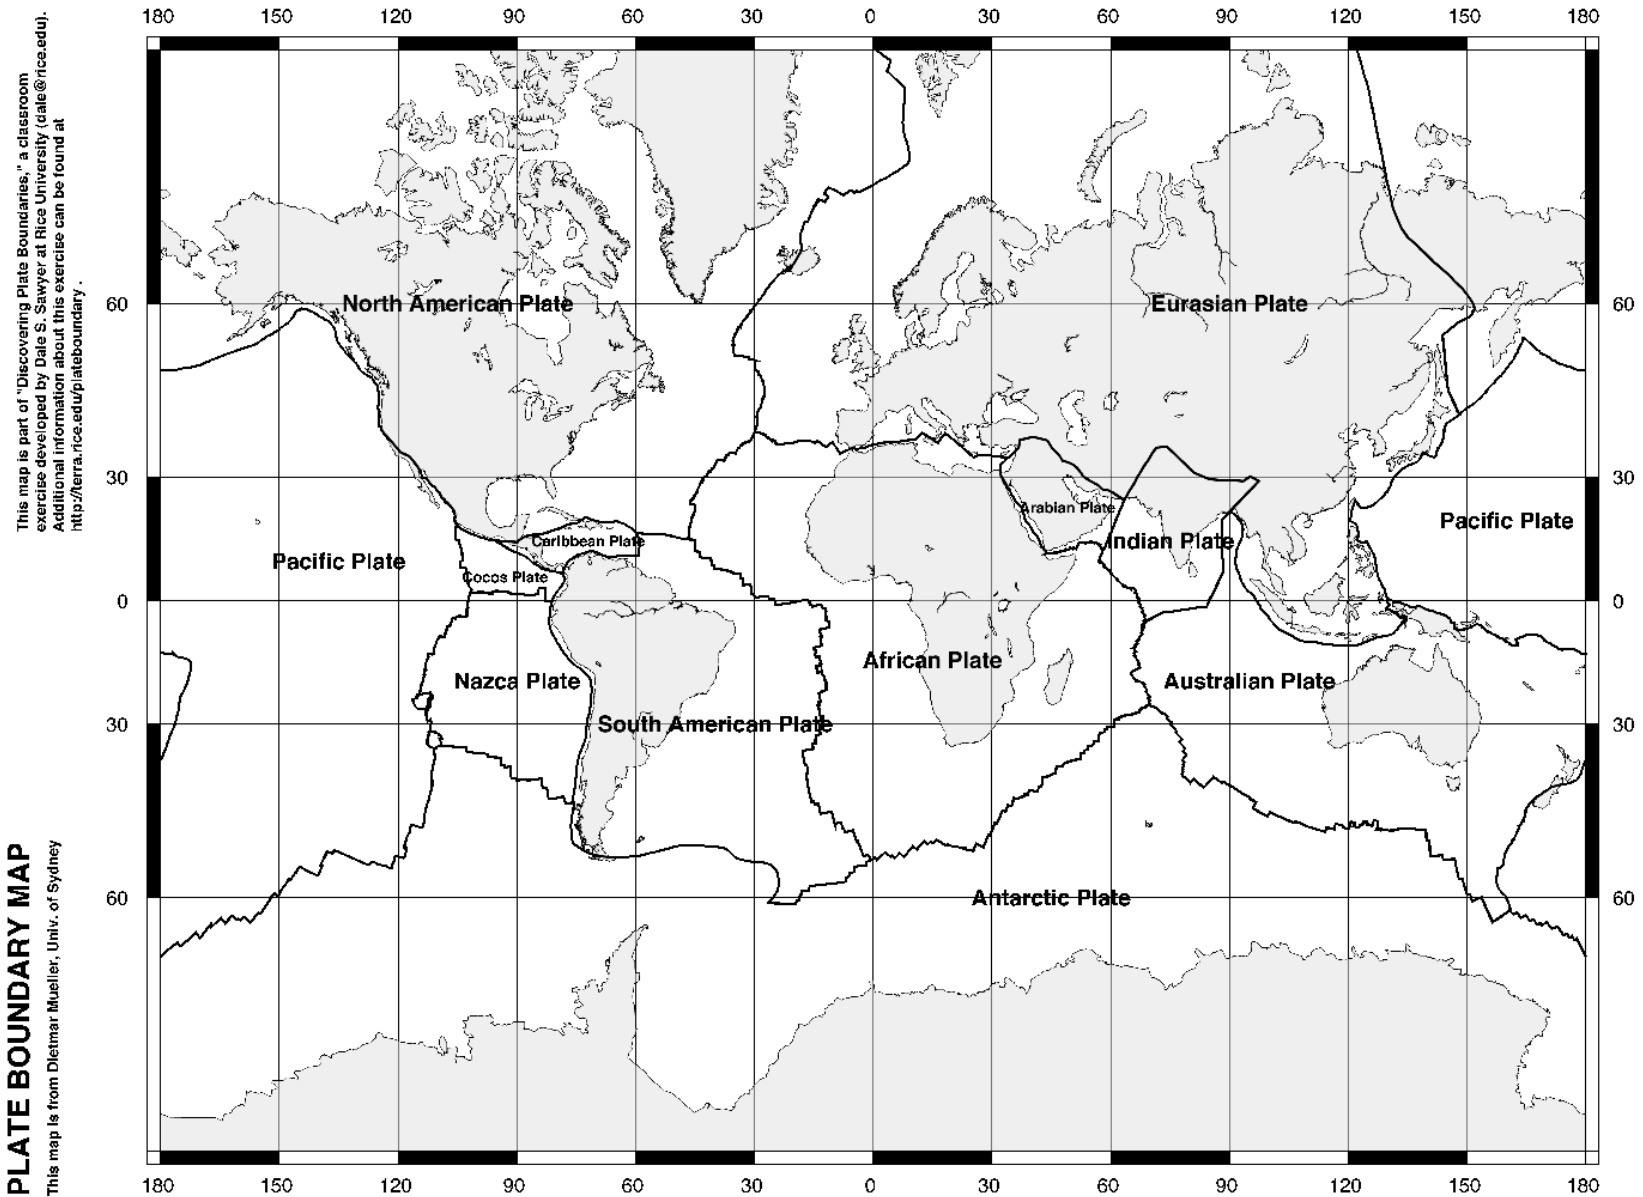 PLATE BOUNDARY MAP
This map is from Dietmar Mueller, Univ. of Sydney
This map is part of "Discovering Plate Boundaries," a classroom
exercise developed by Dale S. Sawyer at Rice University (dale@rice.edu).
Additional information about this exercise can be found at
http://terra.rice.edu/plateboundary .
180 150 120 90 60 30 0 30 60 90 120 150 180
60 North American Plate Eurasian Plate 60
30 30
Arabian Plate
Pacific Plate
Caribbean Plate Indian Plate
Pacific Plate
Cocos Plate
0 0
African Plate
Nazca Plate Australian Plate
30 South American Plate 30
60 Antarctic Plate 60
180 150 120 90 60 30 0 30 60 90 120 150 180